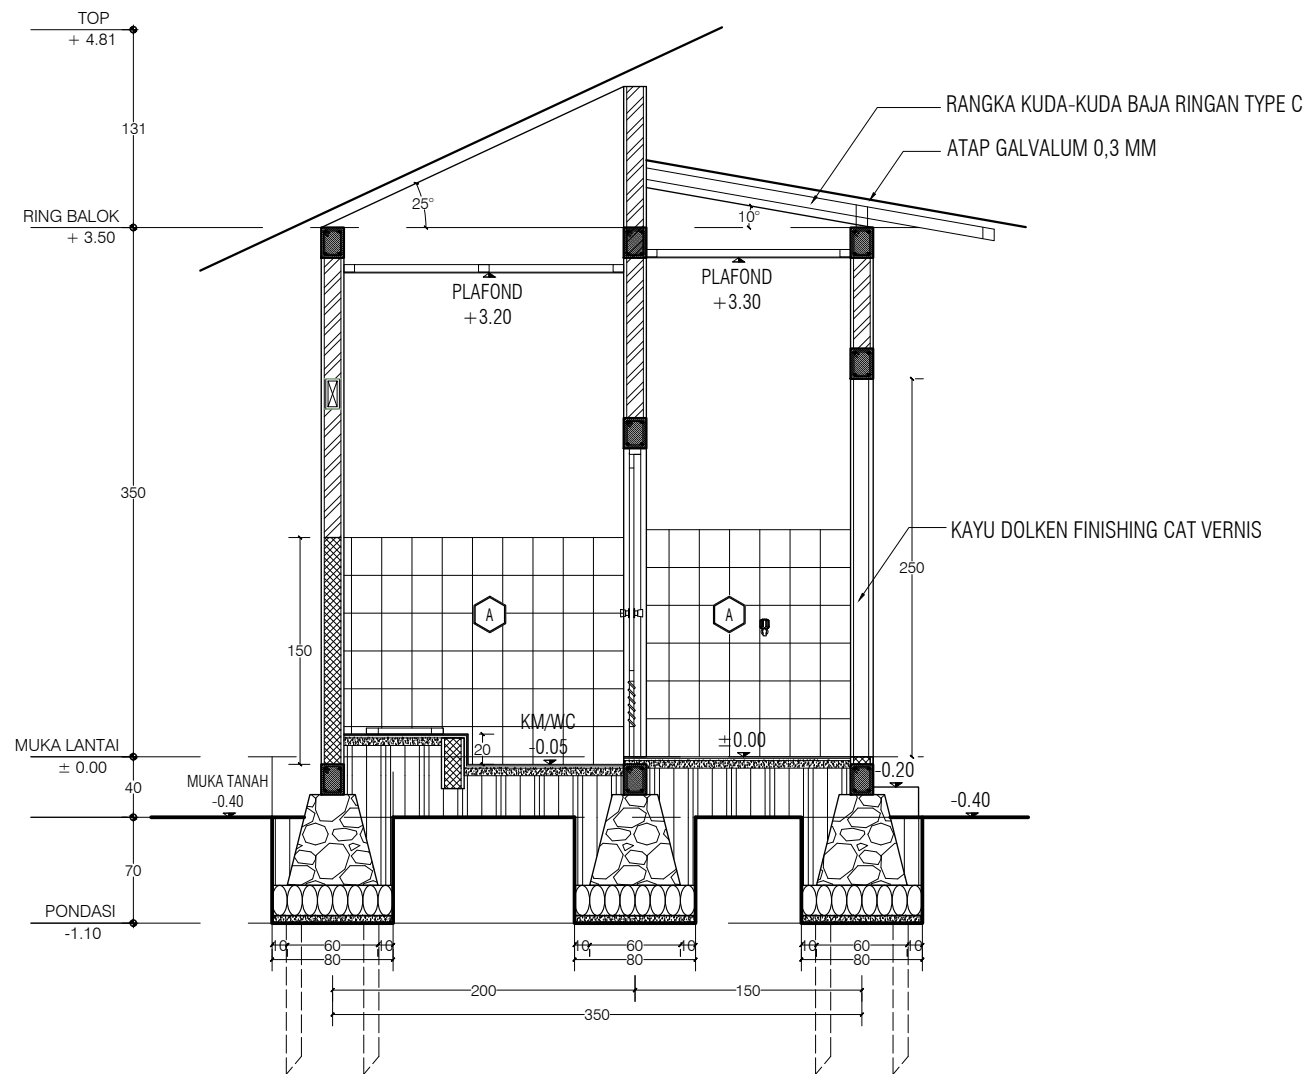 TOP
+ 4.81
131
RING BALOK
+ 3.50
350
MUKA LANTAI
± 0.00
40
MUKA TANAH
-0.40
70
PONDASI
-1.10
RANGKA KUDA-KUDA BAJA RINGAN TYPE C
ATAP GALVALUM 0,3 MM
25°
10°
PLAFOND
+3.20
PLAFOND
+3.30
KAYU DOLKEN FINISHING CAT VERNIS
250
150
A
A
KM/WC
-0.05
20
±0.00
-0.20
-0.40
10 60 10
80
10 60 10
80
10 60 10
80
200
150
350